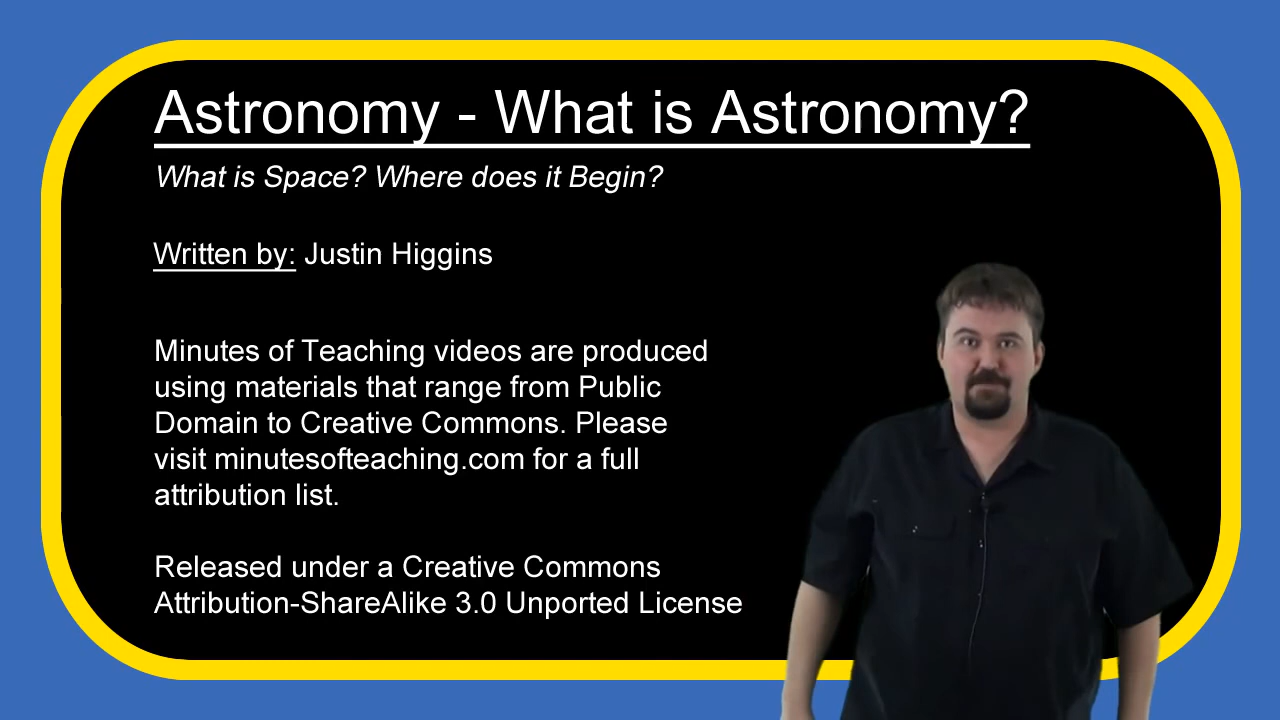 Astronomy - What is Astronomy?
What is Space? Where does it Begin?
Written by: Justin Higgins
Minutes of Teaching videos are produced
using materials that range from Public
Domain to Creative Commons. Please
visit minutesofteaching.com for a full
attribution list.
Released under a Creative Commons
Attribution-ShareAlike 3.0 Unported License